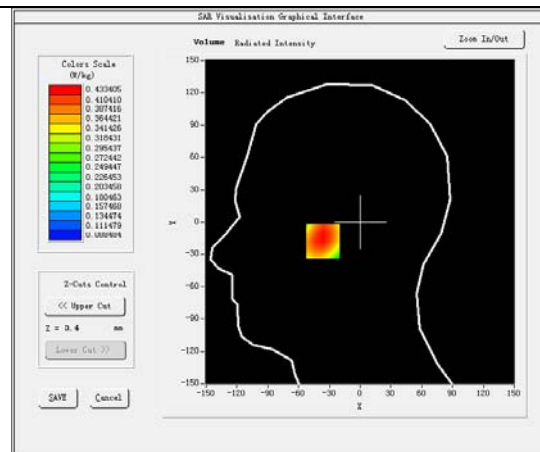 SAR Visualisation Graphical Interface
Volume Radiated Intensity
Zoom In/Out
Colors Scale
(W/kg)
0.433405
0.410410
0.387416
0.364421
0.341426
0.318431
0.295437
0.272442
0.249447
0.226453
0.203458
0.180463
0.157468
0.134474
0.111479
0.088484
Z-Cuts Control
<< Upper Cut
Z = 3.4 mm
Lower Cut >>
SAVE Cancel
150
120
90
60
30
0
-30
-60
-90
-120
-150
Y
-150 -120 -90 -60 -30 0 30 60 90 120 150
X